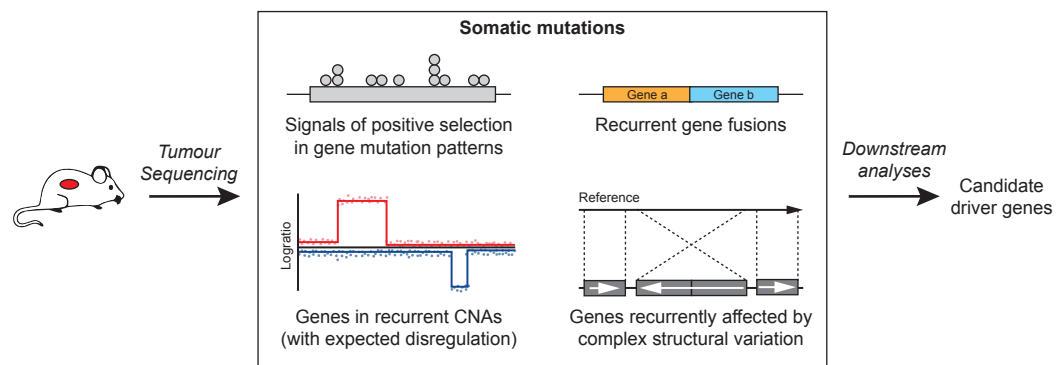 Somatic mutations
Tumour
Sequencing
Signals of positive selection
in gene mutation patterns
Gene a
Gene b
Recurrent gene fusions
Logratio
Genes in recurrent CNAs
(with expected disregulation)
Reference
Genes recurrently affected by
complex structural variation
Downstream
analyses
Candidate
driver genes